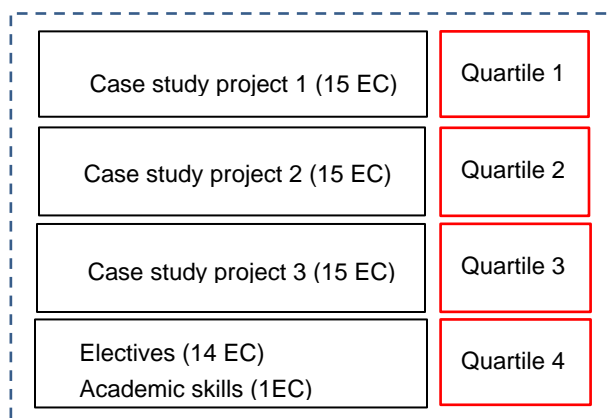 Case study project 1 (15 EC)
Quartile 1
Case study project 2 (15 EC)
Quartile 2
Case study project 3 (15 EC)
Quartile 3
Electives (14 EC)
Academic skills (1EC)
Quartile 4